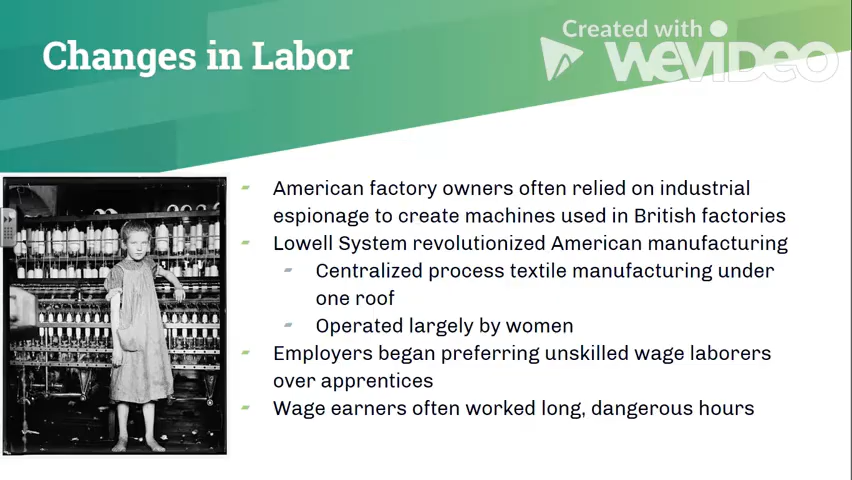 Created with
WEVIDEO
Changes in Labor
American factory owners often relied on industrial
espionage to create machines used in British factories
Lowell System revolutionized American manufacturing
Centralized process textile manufacturing under
one roof
Operated largely by women
Employers began preferring unskilled wage laborers
over apprentices
Wage earners often worked long, dangerous hours